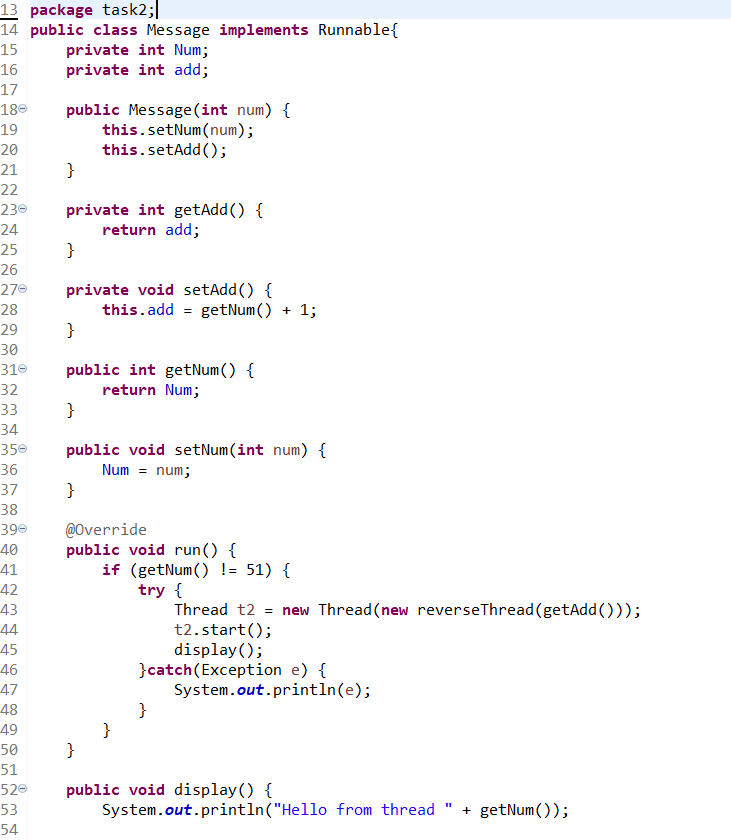 13 package task2;
14 public class Message implements Runnable{
15     private int Num;
16     private int add;
17
18     public Message(int num) {
19         this.setNum(num);
20         this.setAdd();
21     }
22
23     private int getAdd() {
24         return add;
25     }
26
27     private void setAdd() {
28         this.add = getNum() + 1;
29     }
30
31     public int getNum() {
32         return Num;
33     }
34
35     public void setNum(int num) {
36         Num = num;
37     }
38
39     @Override
40     public void run() {
41         if (getNum() != 51) {
42             try {
43                 Thread t2 = new Thread(new reverseThread(getAdd()));
44                 t2.start();
45                 display();
46             }catch(Exception e) {
47                 System.out.println(e);
48             }
49         }
50     }
51
52     public void display() {
53         System.out.println("Hello from thread " + getNum());
54